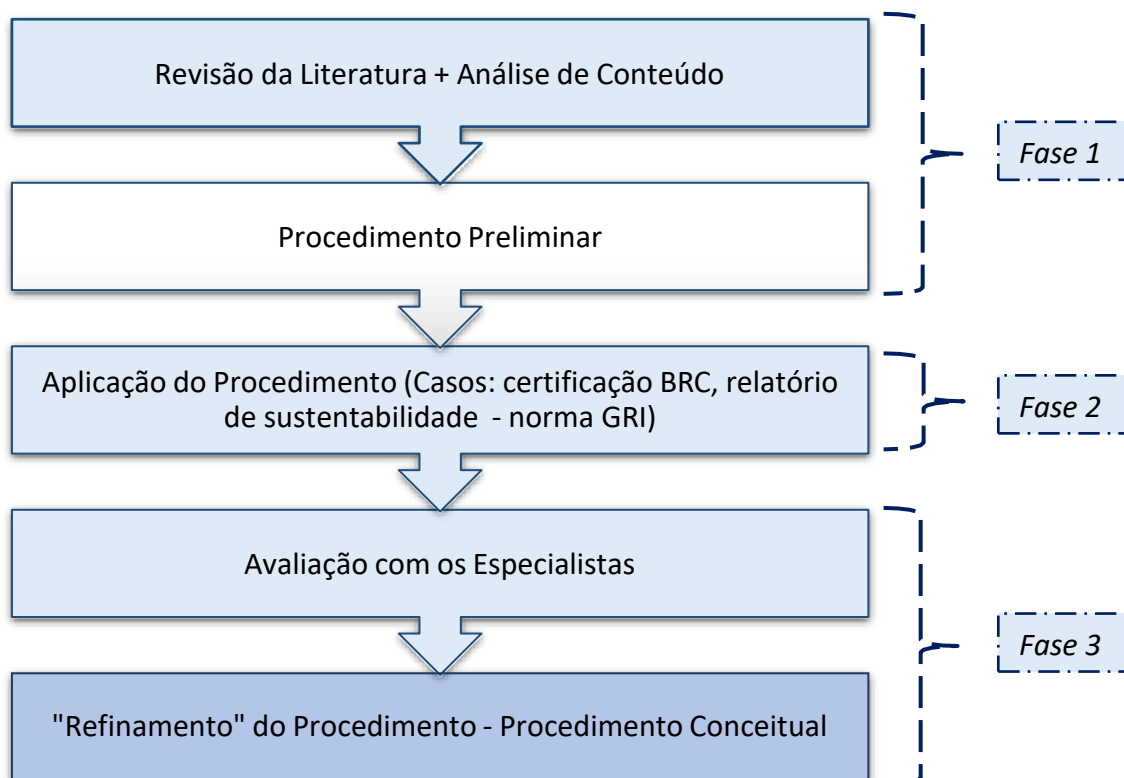 Revisão da Literatura + Análise de Conteúdo
Fase 1
Procedimento Preliminar
Aplicação do Procedimento (Casos: certificação BRC, relatório
de sustentabilidade  - norma GRI)
Fase 2
Avaliação com os Especialistas
Fase 3
"Refinamento" do Procedimento - Procedimento Conceitual